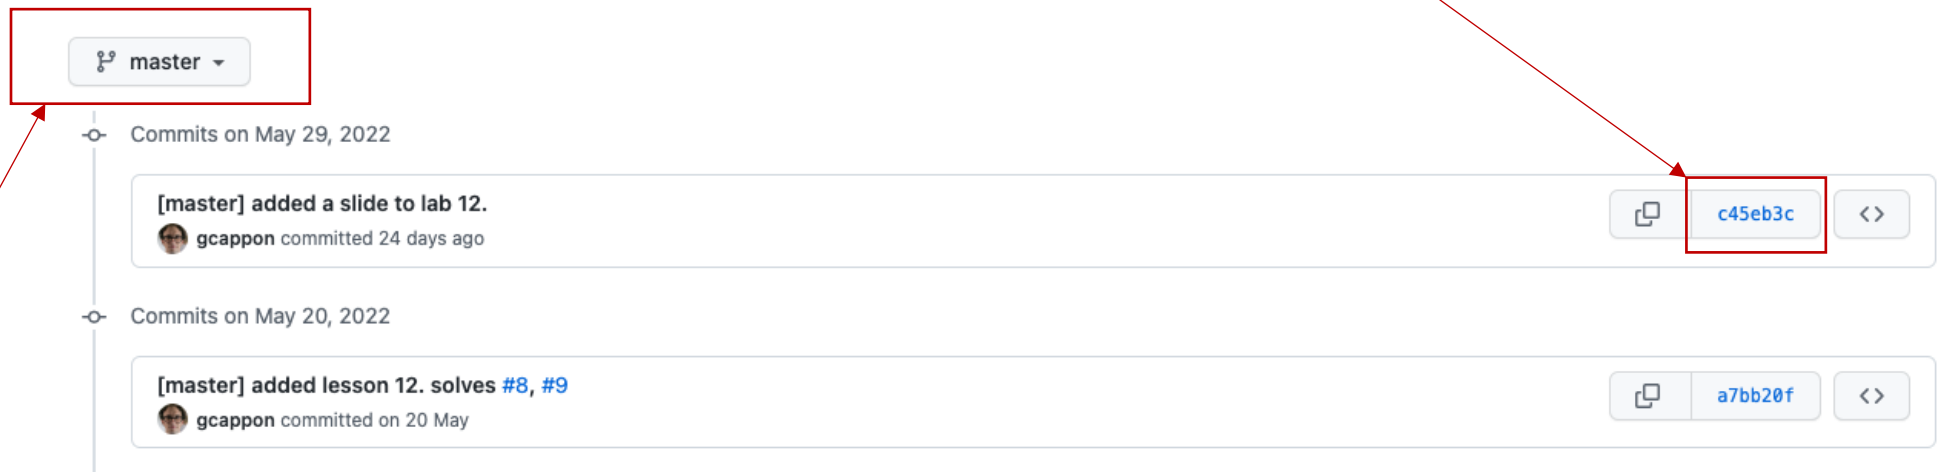 master
Commits on May 29, 2022
[master] added a slide to lab 12.
gcappon committed 24 days ago
c45eb3c
Commits on May 20, 2022
[master] added lesson 12. solves #8, #9
gcappon committed on 20 May
a7bb20f